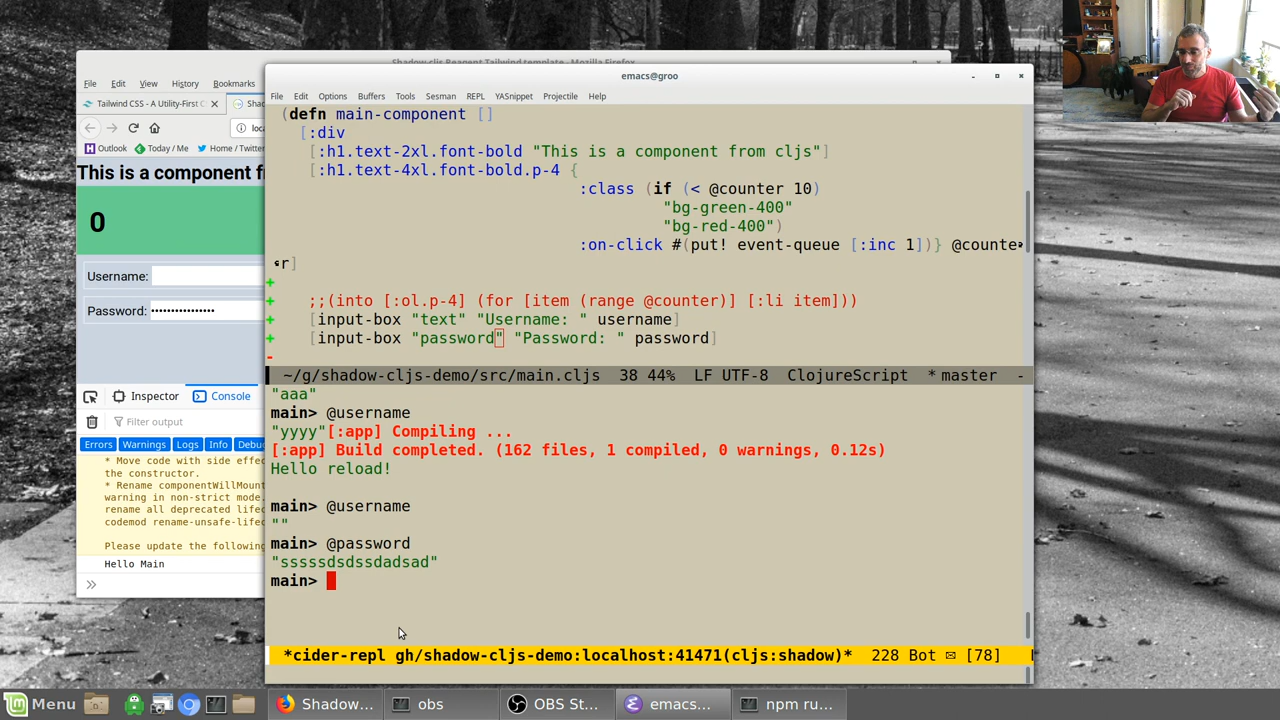 Shadow-cljs Reagent Tailwind template - Mozilla Firefox
File Edit View History Bookmarks
Tailwind CSS - A Utility-First C
Sha
loca
Outlook Today / Me Home / Twitter
This is a component f
0
Username:
Password: ••••••••••••••••
Inspector Console
Filter output
Errors Warnings Logs Info Debu
* Move code with side effec
the constructor.
* Rename componentWillMount
warning in non-strict mode.
rename all deprecated lifec
codemod rename-unsafe-lifec
Please update the following
Hello Main
»
emacs@groo
File Edit Options Buffers Tools Sesman REPL YASnippet Projectile Help
(defn main-component []
[:div
[:h1.text-2xl.font-bold "This is a component from cljs"]
[:h1.text-4xl.font-bold.p-4 {
:class (if (< @counter 10)
"bg-green-400"
"bg-red-400")
:on-click #(put! event-queue [:inc 1])} @counte
r]
+
+ ;;(into [:ol.p-4] (for [item (range @counter)] [:li item]))
+ [input-box "text" "Username: " username]
+ [input-box "password" "Password: " password]
-
~/g/shadow-cljs-demo/src/main.cljs 38 44% LF UTF-8 ClojureScript * master -
"aaa"
main> @username
"yyyy"[:app] Compiling ...
[:app] Build completed. (162 files, 1 compiled, 0 warnings, 0.12s)
Hello reload!
main> @username
""
main> @password
"sssssdsdssdadsad"
main>
*cider-repl gh/shadow-cljs-demo:localhost:41471(cljs:shadow)* 228 Bot ✉ [78]
Menu Shadow... obs OBS St... emacs... npm ru...